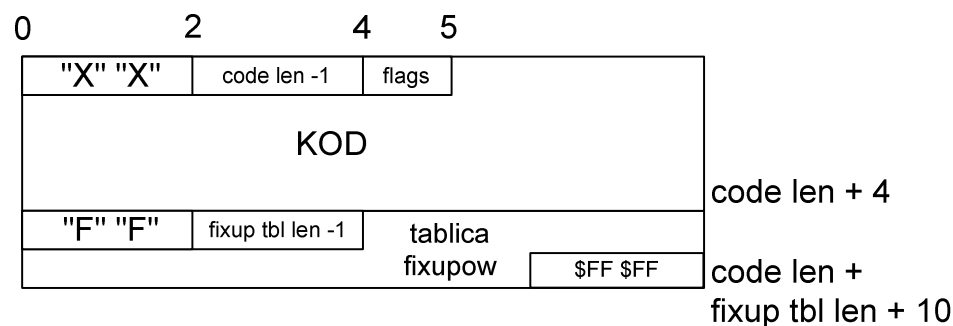 0 2 4 5
"X" "X" code len -1 flags
KOD
code len + 4
"F" "F" fixup tbl len -1 tablica
fixupow $FF $FF
code len +
fixup tbl len + 10